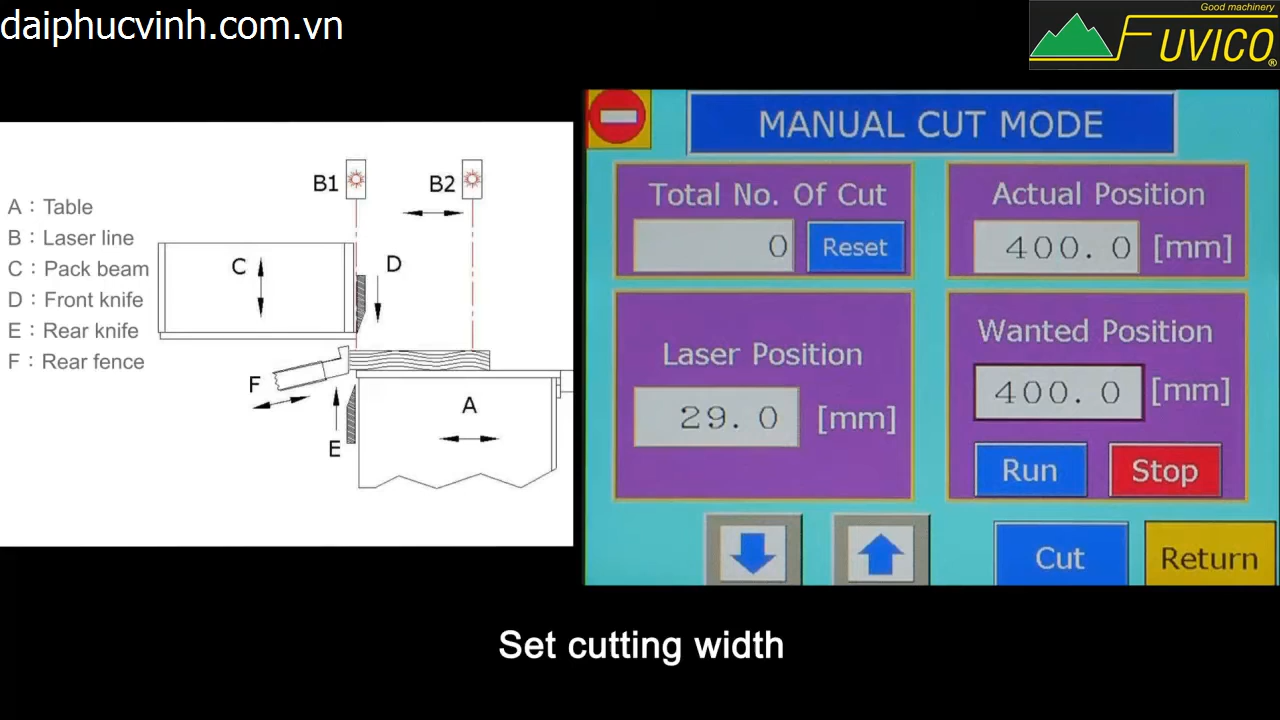 daiphucvinh.com.vn
Good machinery
FUVICO®
A : Table
B : Laser line
C : Pack beam
D : Front knife
E : Rear knife
F : Rear fence
B1
B2
C
D
F
A
E
MANUAL CUT MODE
Total No. Of Cut
0
Reset
Actual Position
400.0 [mm]
Laser Position
29.0 [mm]
Wanted Position
400.0 [mm]
Run
Stop
Cut
Return
Set cutting width